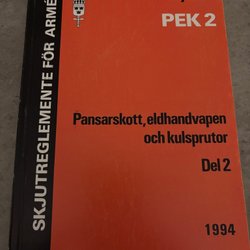 SKJUTREGLEMENTE FÖR ARMÉ
PEK 2
Pansarskott, eldhandvapen
och kulsprutor
Del 2
1994